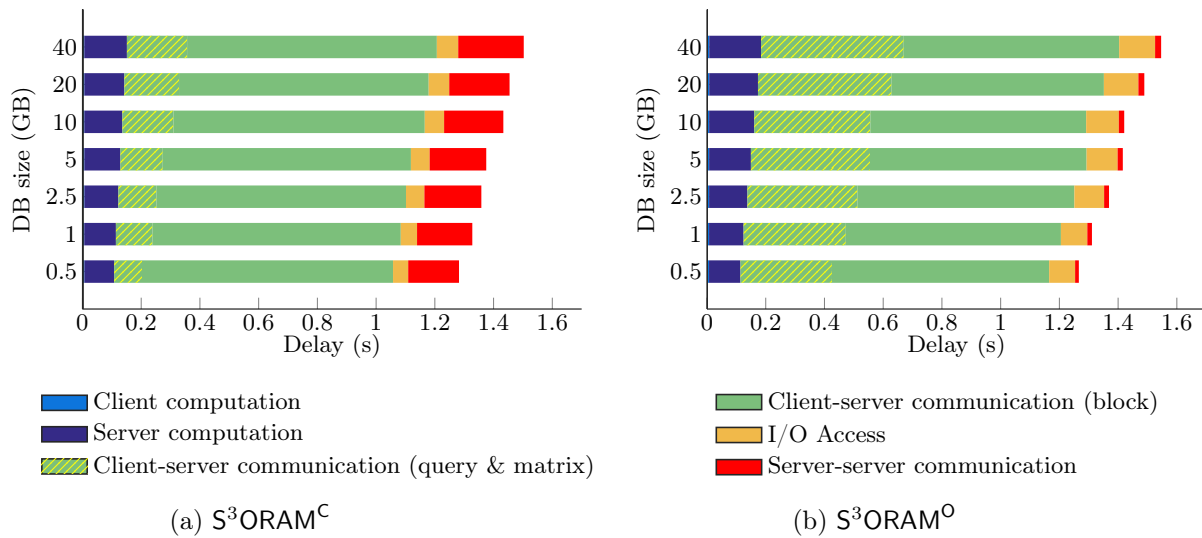 DB size (GB)
40
20
10
5
2.5
1
0.5
0 0.2 0.4 0.6 0.8 1 1.2 1.4 1.6
Delay (s)
DB size (GB)
40
20
10
5
2.5
1
0.5
0 0.2 0.4 0.6 0.8 1 1.2 1.4 1.6
Delay (s)
Client computation
Server computation
Client-server communication (query & matrix)
Client-server communication (block)
I/O Access
Server-server communication
(a) S³ORAMᶜ
(b) S³ORAMᴼ